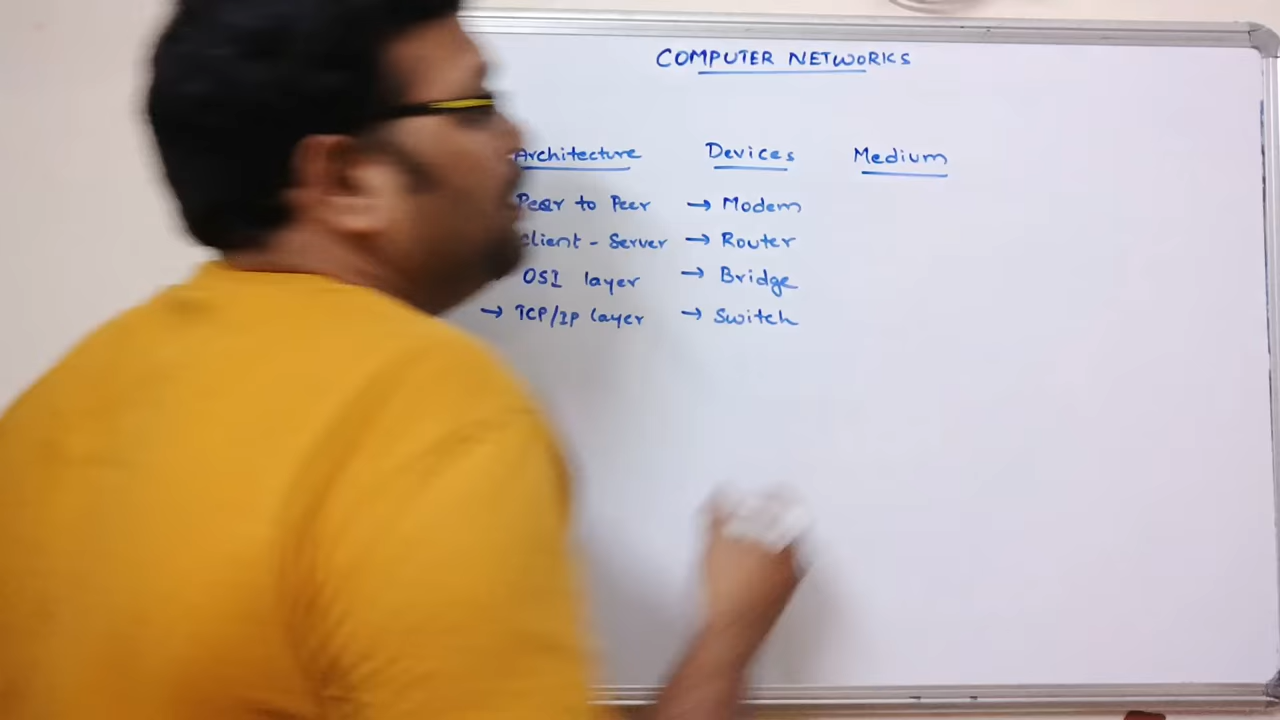 COMPUTER NETWORKS
Architecture Devices Medium
Peer to Peer → Modem
Client - Server → Router
OSI layer → Bridge
→ TCP/IP layer → Switch